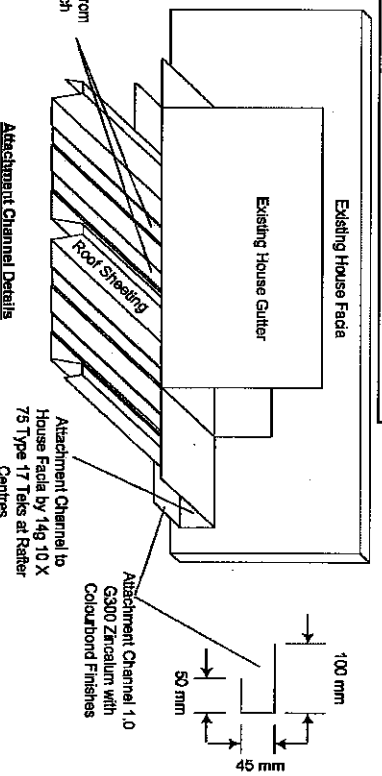 Existing House Facia
Existing House Gutter
Roof Sheeting
rom
ch
Attachment Channel to
House Facia by 14g 10 X
75 Type 17 Teks at Rafter
Centres
Attachment Channel 1.0
G300 Zincalum with
Colourbond Finishes
100 mm
50 mm
45 mm
Attachment Channel Details